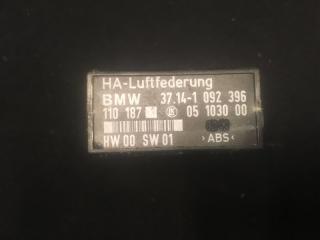 HA-Luftfederung
BMW 37.14-1 092 396
110 187 05 1030 00
HW 00 SW 01 >ABS<